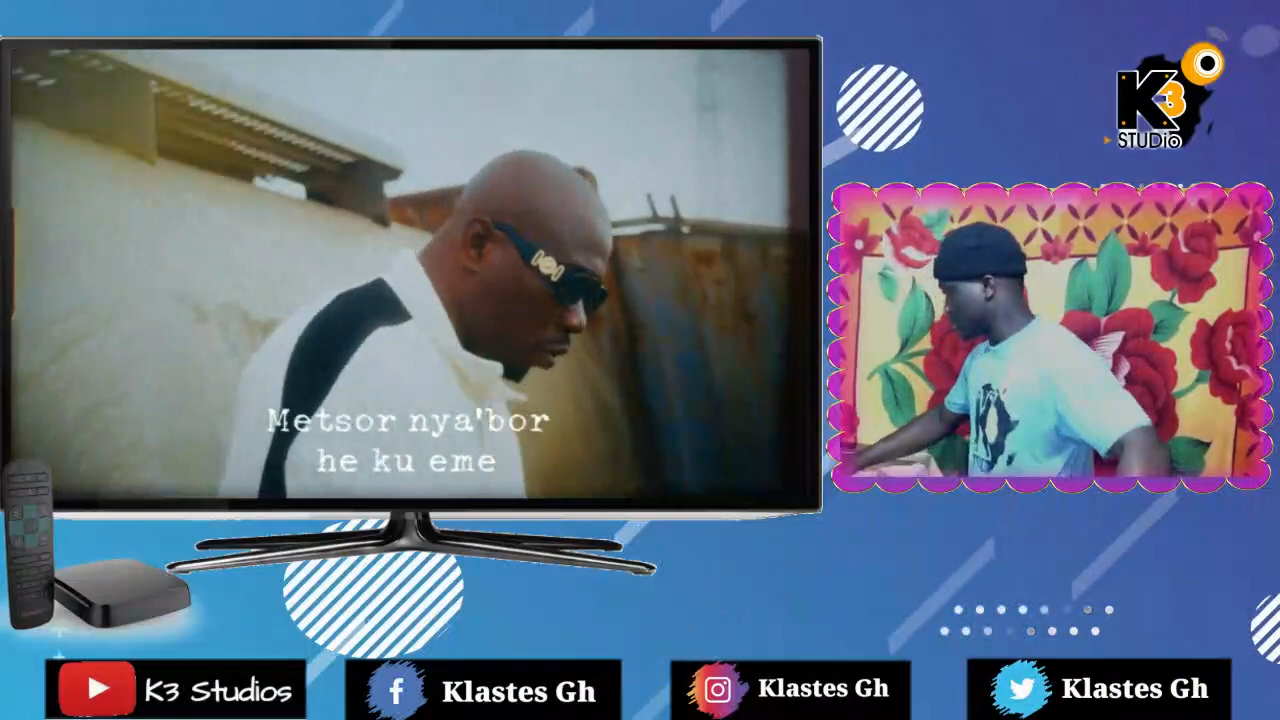 K3
STUDiO
Metsor nya'bor
he ku eme
K3 Studios
Klastes Gh
Klastes Gh
Klastes Gh